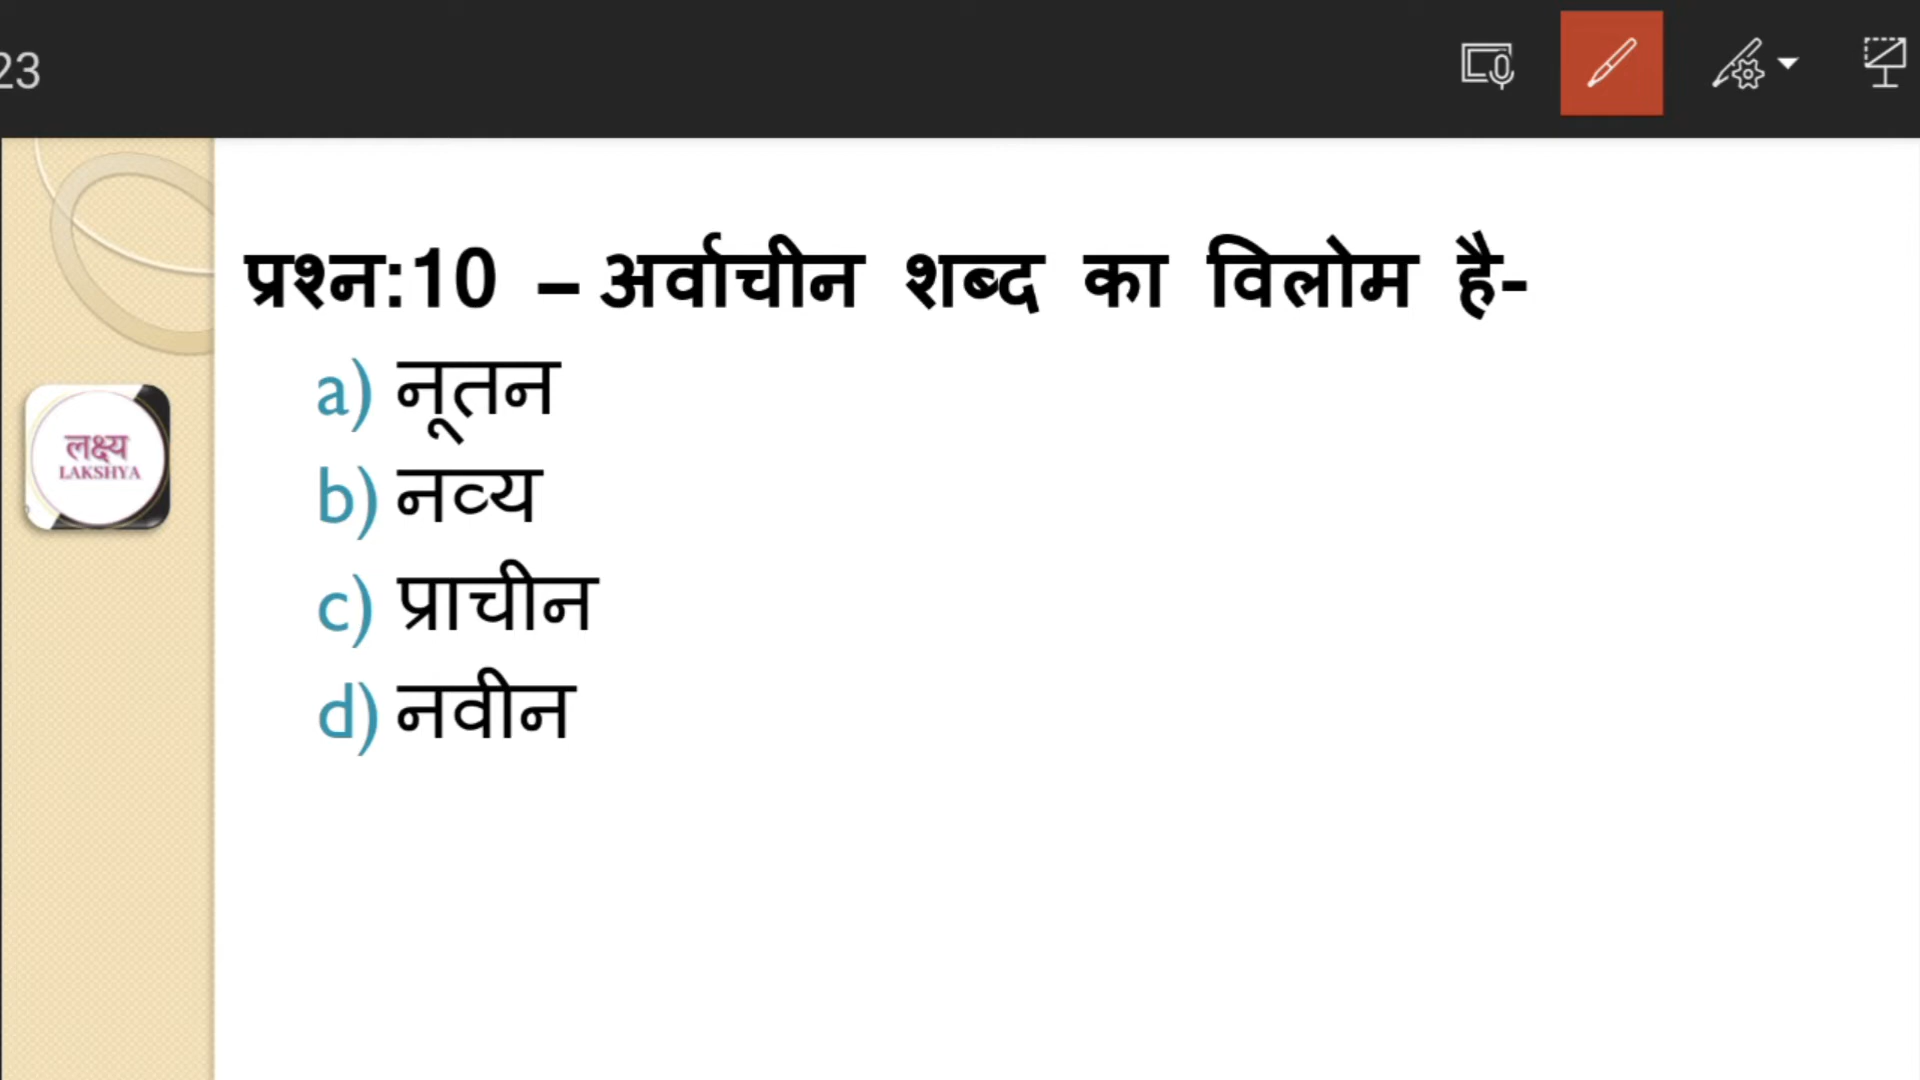 23
प्रश्न:10 – अर्वाचीन शब्द का विलोम है-
a) नूतन
b) नव्य
लक्ष्य
LAKSHYA
c) प्राचीन
d) नवीन